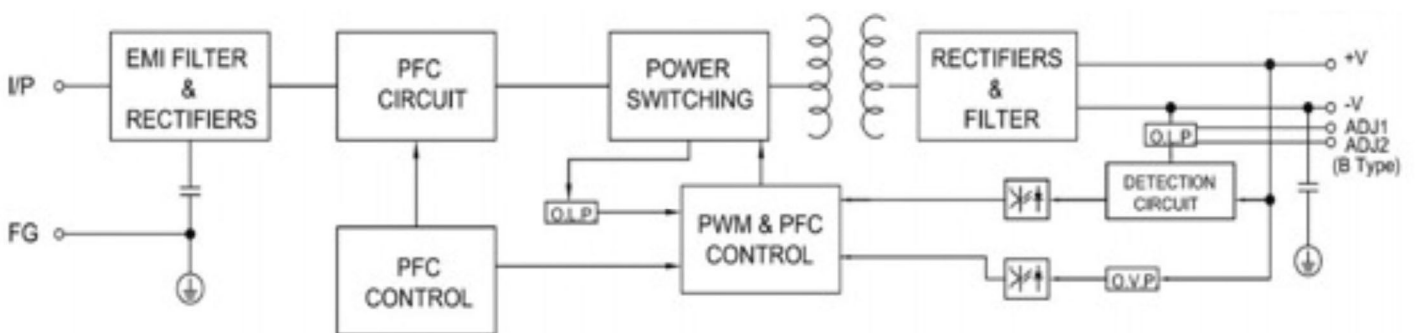 I/P
EMI FILTER
&
RECTIFIERS
PFC
CIRCUIT
POWER
SWITCHING
RECTIFIERS
&
FILTER
+V
-V
O.L.P
ADJ1
ADJ2
(B Type)
DETECTION
CIRCUIT
FG
O.L.P
PWM & PFC
CONTROL
PFC
CONTROL
O.V.P